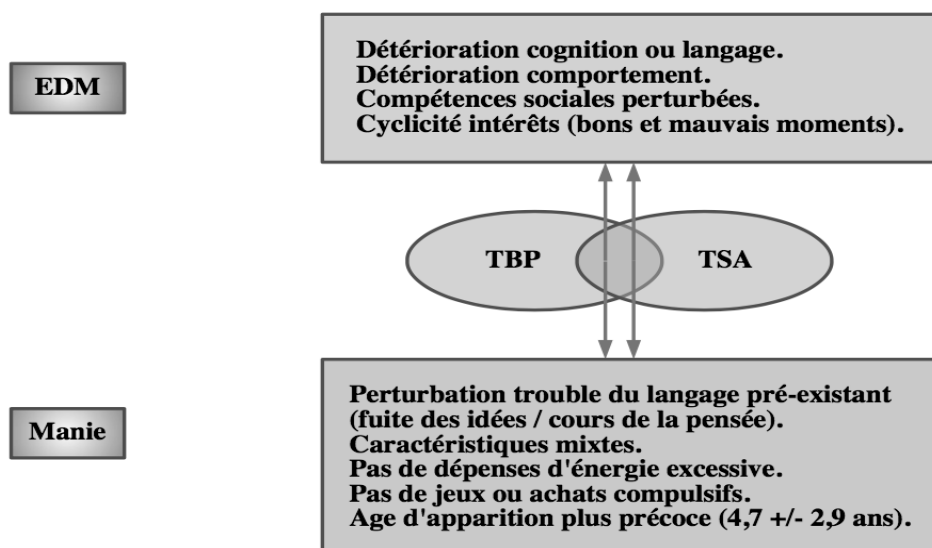 EDM
Détérioration cognition ou langage.
Détérioration comportement.
Compétences sociales perturbées.
Cyclicité intérêts (bons et mauvais moments).
TBP
TSA
Manie
Perturbation trouble du langage pré-existant
(fuite des idées / cours de la pensée).
Caractéristiques mixtes.
Pas de dépenses d'énergie excessive.
Pas de jeux ou achats compulsifs.
Age d'apparition plus précoce (4,7 +/- 2,9 ans).